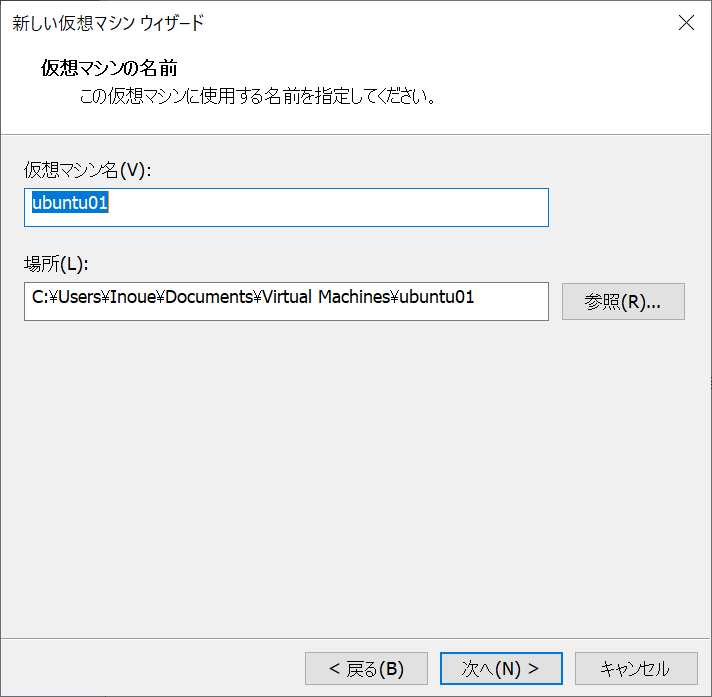 新しい仮想マシン ウィザード
仮想マシンの名前
この仮想マシンに使用する名前を指定してください。
仮想マシン名(V):
ubuntu01
場所(L):
C:¥Users¥Inoue¥Documents¥Virtual Machines¥ubuntu01
参照(R)...
< 戻る(B)
次へ(N) >
キャンセル